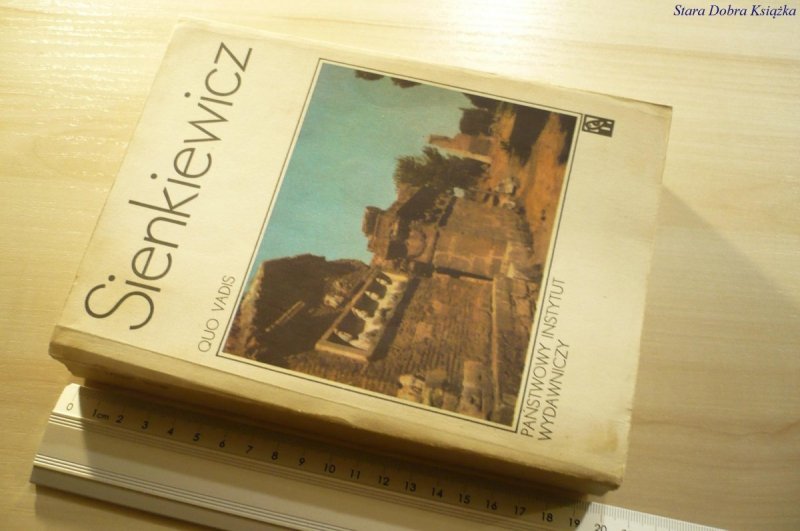 Stara Dobra Książka
Sienkiewicz
QUO VADIS
PAŃSTWOWY INSTYTUT
WYDAWNICZY
0 1cm 2 3 4 5 6 7 8 9 10 11 12 13 14 15 16 17 18 19 20